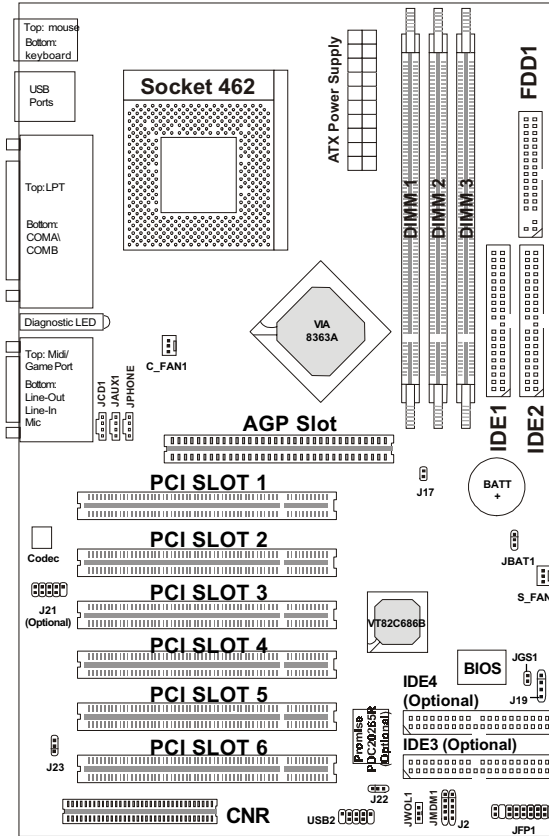 Top: mouse
Bottom:
keyboard
USB
Ports
Socket 462
ATX Power Supply
DIMM 1
DIMM 2
DIMM 3
FDD1
Top: LPT
Bottom:
COMA\
COMB
Diagnostic LED
Top: Midi/
Game Port
Bottom:
Line-Out
Line-In
Mic
C_FAN1
VIA
8363A
JCD1
JAUX1
JPHONE
IDE1
IDE2
AGP Slot
J17
BATT
+
PCI SLOT 1
Codec
PCI SLOT 2
JBAT1
S_FAN
J21
(Optional)
PCI SLOT 3
VT82C686B
PCI SLOT 4
BIOS
JGS1
J19
IDE4
(Optional)
PCI SLOT 5
Promise
PDC20265R
(Optional)
IDE3 (Optional)
J23
PCI SLOT 6
J22
CNR
USB2
JWOL1
JMDM1
J2
JFP1